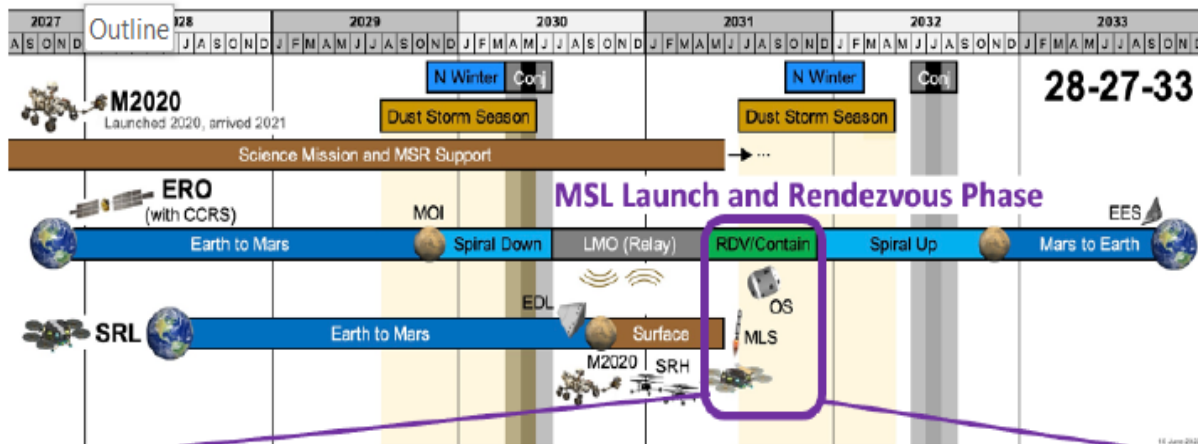 2027 28 2029 2030 2031 2032 2033
Outline
A S O N D J A S O N D J F M A M J J A S O N D J F M A M J J A S O N D J F M A M J J A S O N D J F M A M J J A S O N D J F M A M J J A S O N D
N Winter Conj N Winter Conj
28-27-33
M2020
Launched 2020, arrived 2021
Dust Storm Season Dust Storm Season
Science Mission and MSR Support ...
MSL Launch and Rendezvous Phase
ERO
(with CCRS)
MOI
EES
Earth to Mars Spiral Down LMO (Relay) RDV/Contain Spiral Up Mars to Earth
OS
EDL
SRL Earth to Mars Surface MLS
M2020 SRH